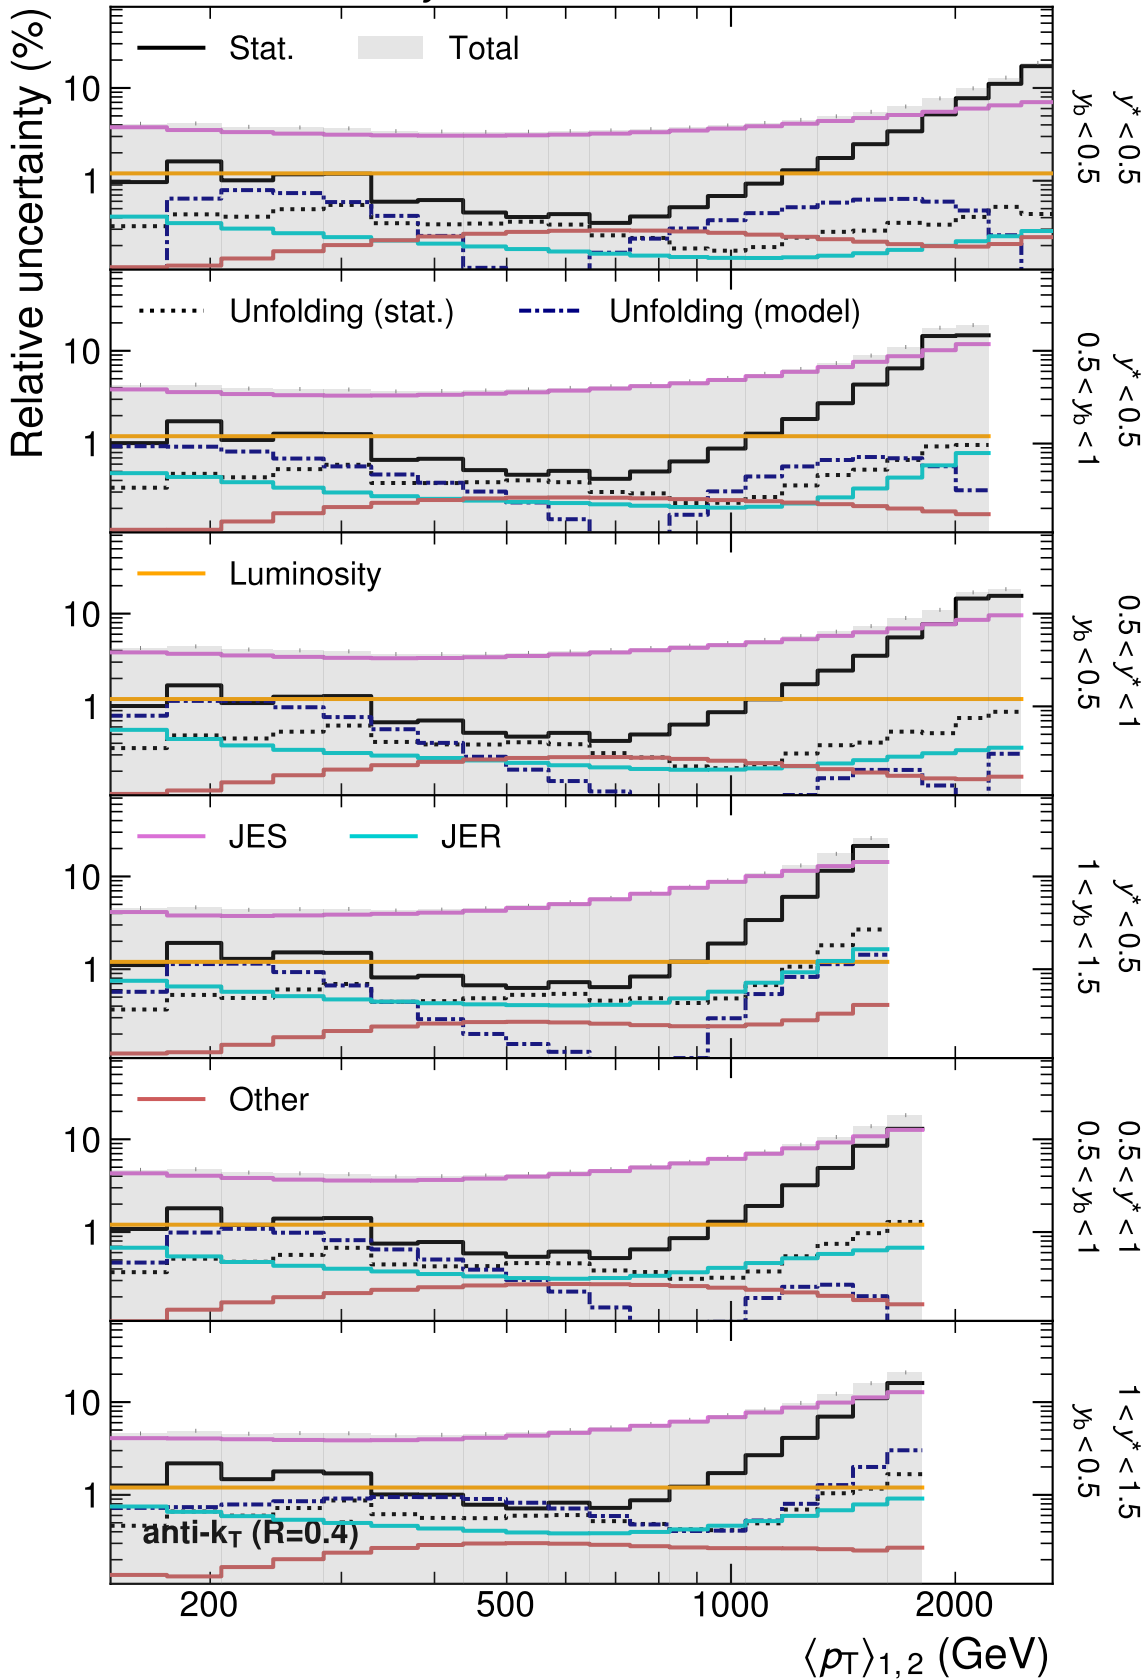 Relative uncertainty (%)
Stat.
Total
10
1
y* < 0.5
y_b < 0.5
Unfolding (stat.)
Unfolding (model)
10
1
y* < 0.5
0.5 < y_b < 1
Luminosity
10
1
0.5 < y* < 1
y_b < 0.5
JES
JER
10
1
y* < 0.5
1 < y_b < 1.5
Other
10
1
0.5 < y* < 1
0.5 < y_b < 1
10
1
1 < y* < 1.5
y_b < 0.5
anti-k_T (R=0.4)
200 500 1000 2000
⟨p_T⟩_1,2 (GeV)